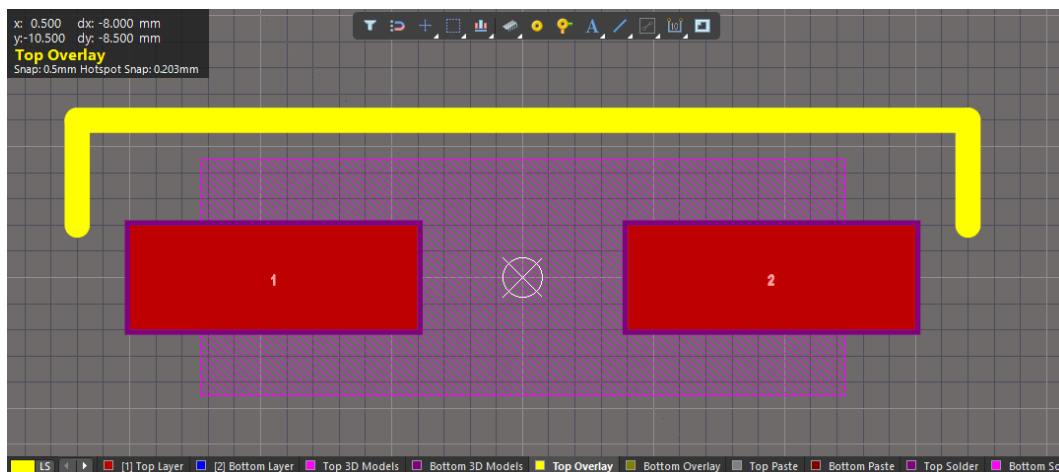 x: 0.500 dx: -8.000 mm
y:-10.500 dy: -8.500 mm
Top Overlay
Snap: 0.5mm Hotspot Snap: 0.203mm
A
1
2
LS [1] Top Layer [2] Bottom Layer Top 3D Models Bottom 3D Models Top Overlay Bottom Overlay Top Paste Bottom Paste Top Solder Bottom So